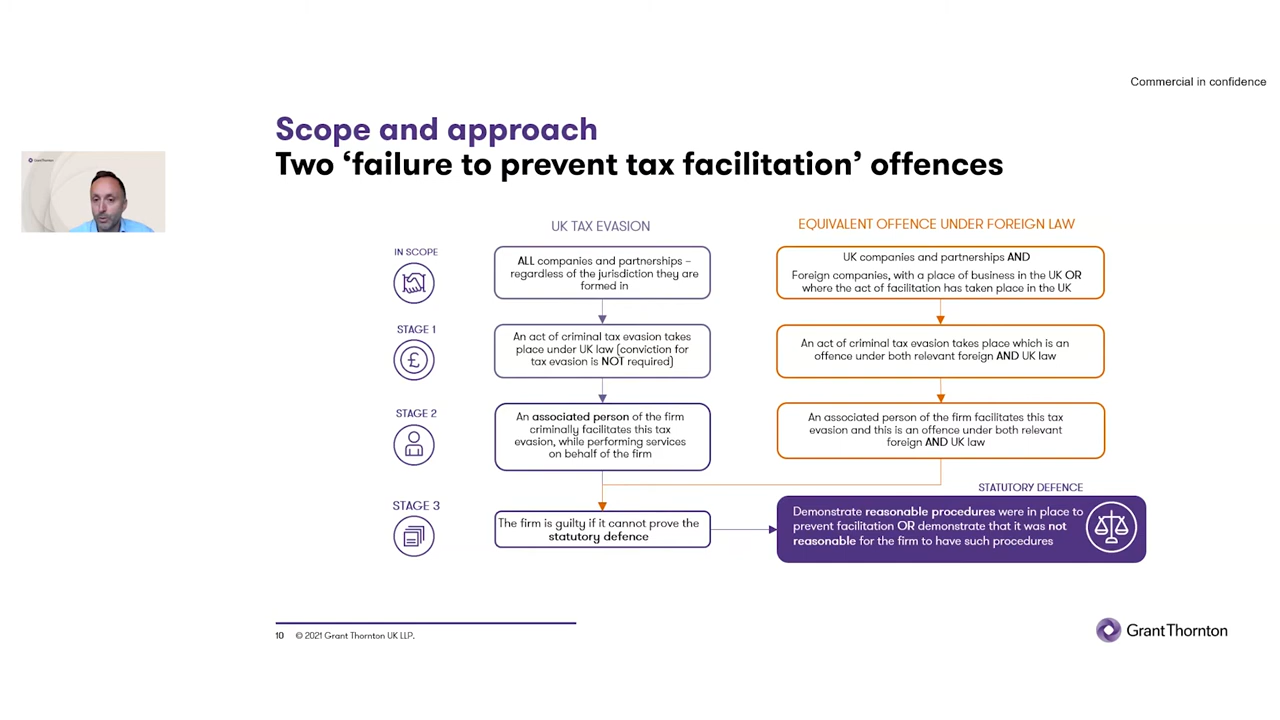 Commercial in confidence
Scope and approach
Two ‘failure to prevent tax facilitation’ offences
GrantThornton
UK TAX EVASION
EQUIVALENT OFFENCE UNDER FOREIGN LAW
IN SCOPE
ALL companies and partnerships –
regardless of the jurisdiction they are
formed in
UK companies and partnerships AND
Foreign companies, with a place of business in the UK OR
where the act of facilitation has taken place in the UK
STAGE 1
£
An act of criminal tax evasion takes
place under UK law (conviction for
tax evasion is NOT required)
An act of criminal tax evasion takes place which is an
offence under both relevant foreign AND UK law
STAGE 2
An associated person of the firm
criminally facilitates this tax
evasion, while performing services
on behalf of the firm
An associated person of the firm facilitates this tax
evasion and this is an offence under both relevant
foreign AND UK law
STAGE 3
The firm is guilty if it cannot prove the
statutory defence
STATUTORY DEFENCE
Demonstrate reasonable procedures were in place to
prevent facilitation OR demonstrate that it was not
reasonable for the firm to have such procedures
10 © 2021 Grant Thornton UK LLP.
GrantThornton